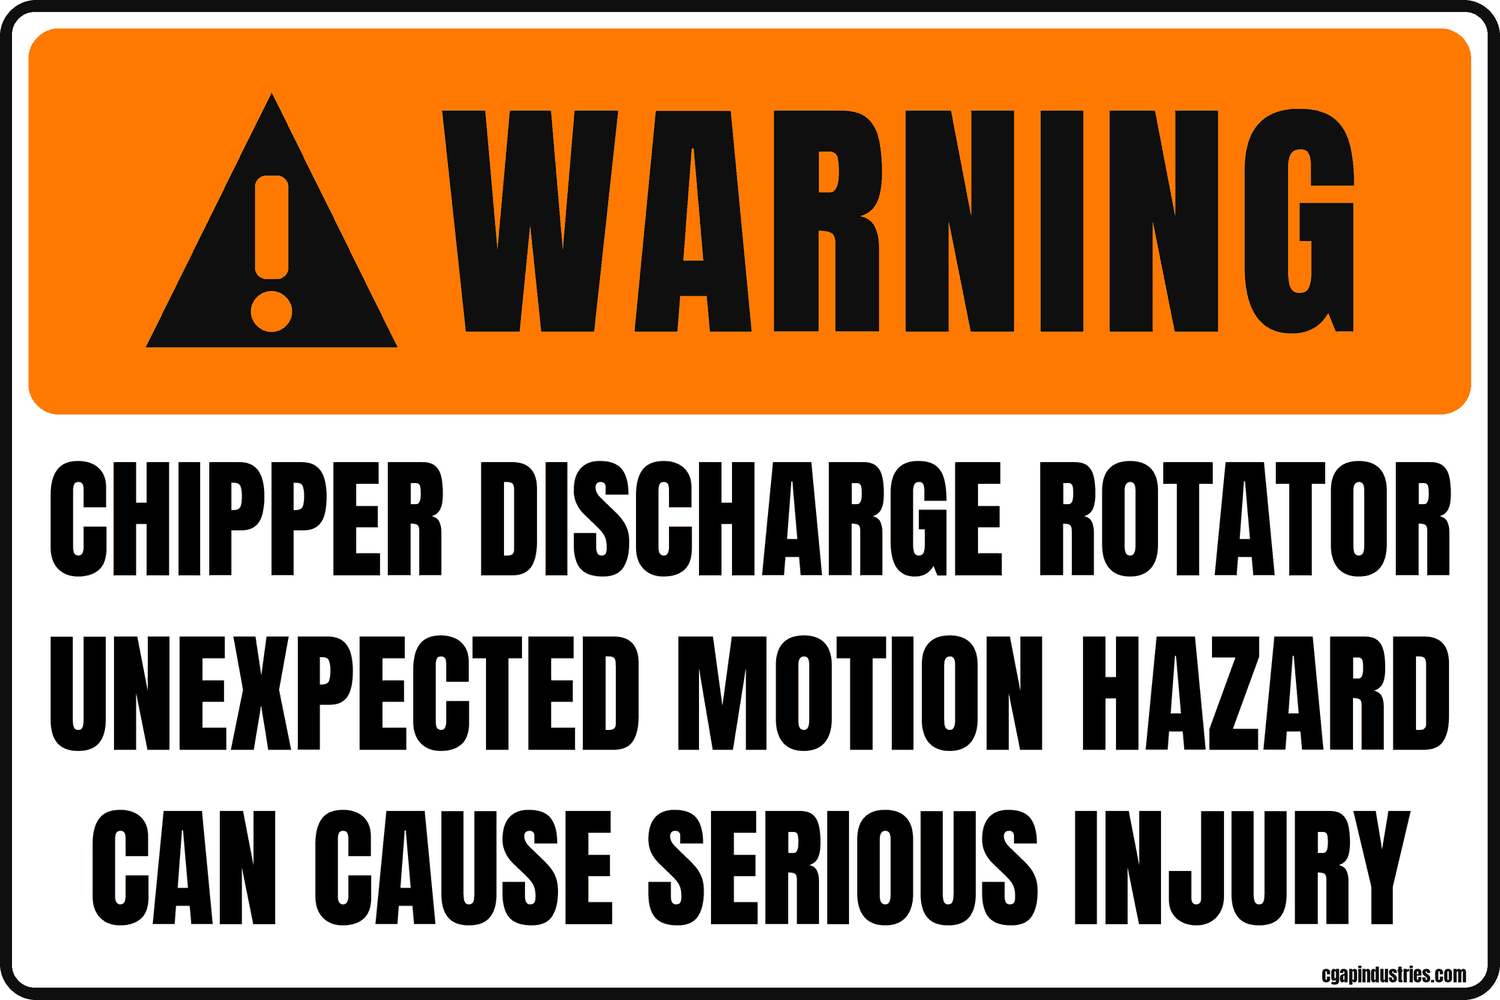 WARNING
CHIPPER DISCHARGE ROTATOR
UNEXPECTED MOTION HAZARD
CAN CAUSE SERIOUS INJURY
cgapindustries.com